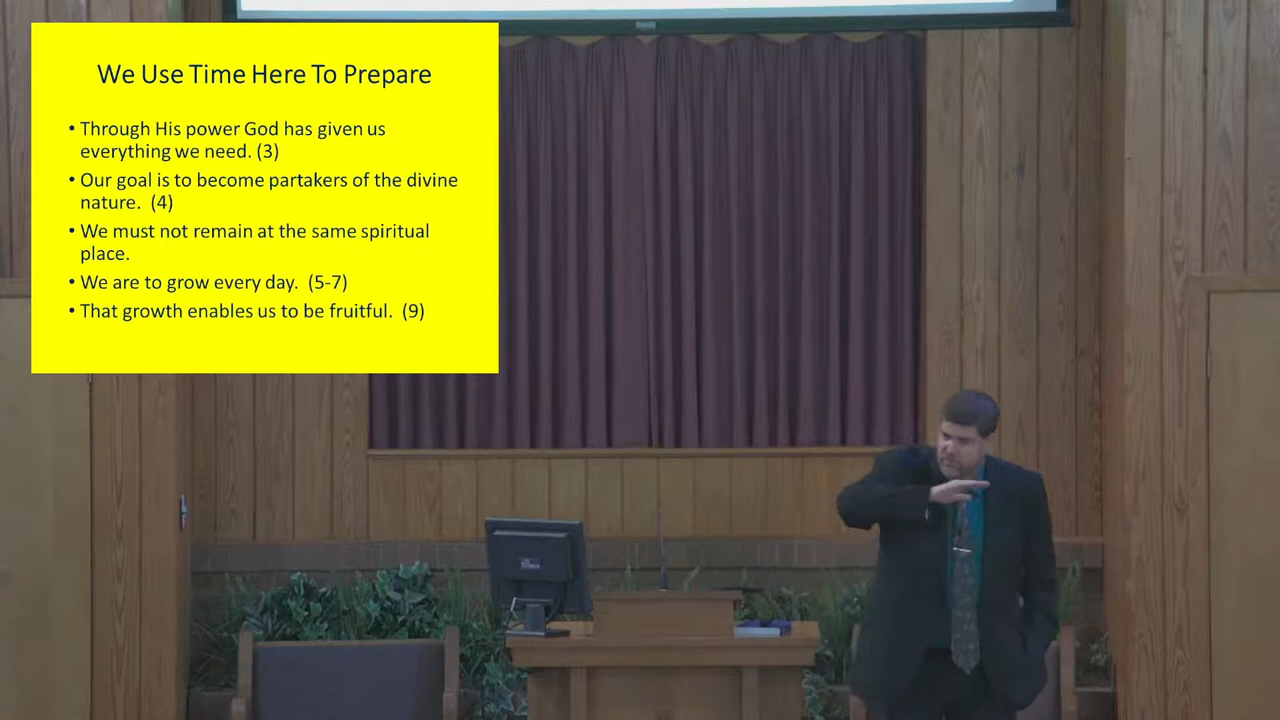 We Use Time Here To Prepare
• Through His power God has given us
everything we need. (3)
• Our goal is to become partakers of the divine
nature. (4)
• We must not remain at the same spiritual
place.
• We are to grow every day. (5-7)
• That growth enables us to be fruitful. (9)